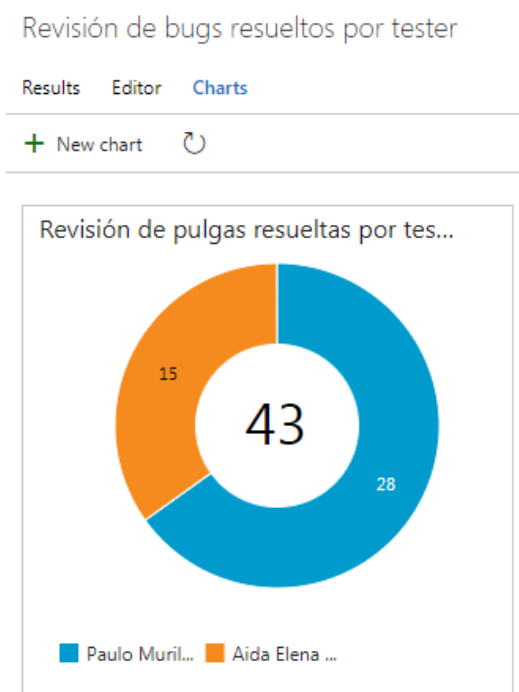 Revisión de bugs resueltos por tester
Results Editor Charts
+ New chart
Revisión de pulgas resueltas por tes...
15
43
28
Paulo Muril... Aida Elena ...